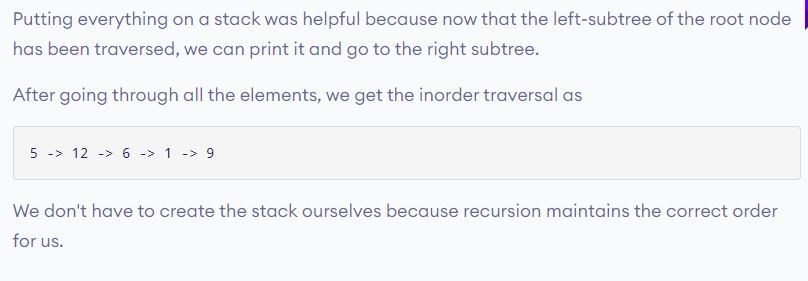 Putting everything on a stack was helpful because now that the left-subtree of the root node
has been traversed, we can print it and go to the right subtree.
After going through all the elements, we get the inorder traversal as
5 -> 12 -> 6 -> 1 -> 9
We don't have to create the stack ourselves because recursion maintains the correct order
for us.